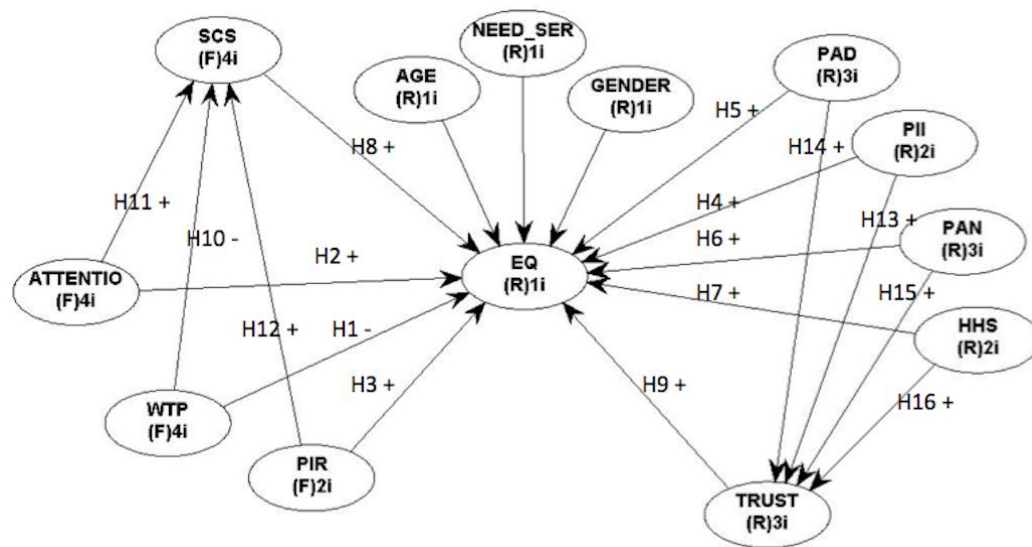 SCS
(F)4i
NEED_SER
(R)1i
AGE
(R)1i
GENDER
(R)1i
PAD
(R)3i
PII
(R)2i
PAN
(R)3i
HHS
(R)2i
H5 +
H14 +
H8 +
H4 +
H11 +
H10 -
H13 +
H6 +
H2 +
EQ
(R)1i
ATTENTIO
(F)4i
H7 +
H15 +
H12 +
H1 -
H3 +
H9 +
H16 +
WTP
(F)4i
PIR
(F)2i
TRUST
(R)3i